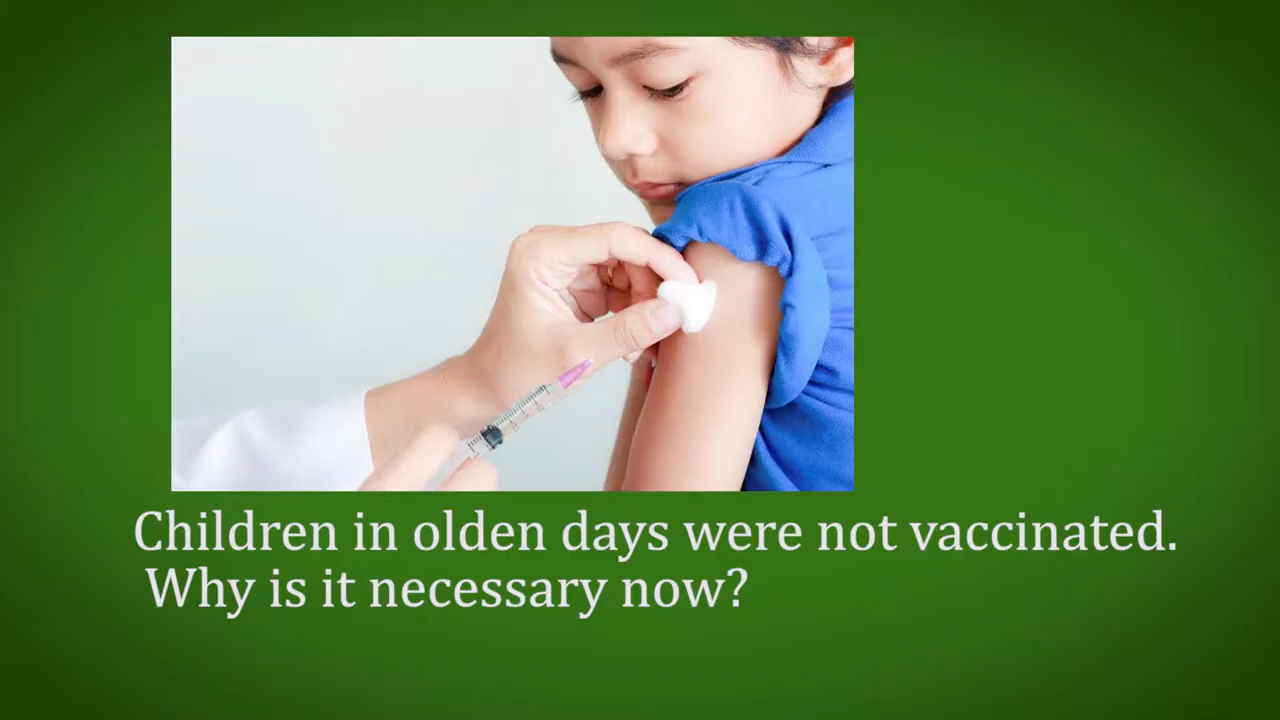 Children in olden days were not vaccinated.
Why is it necessary now?